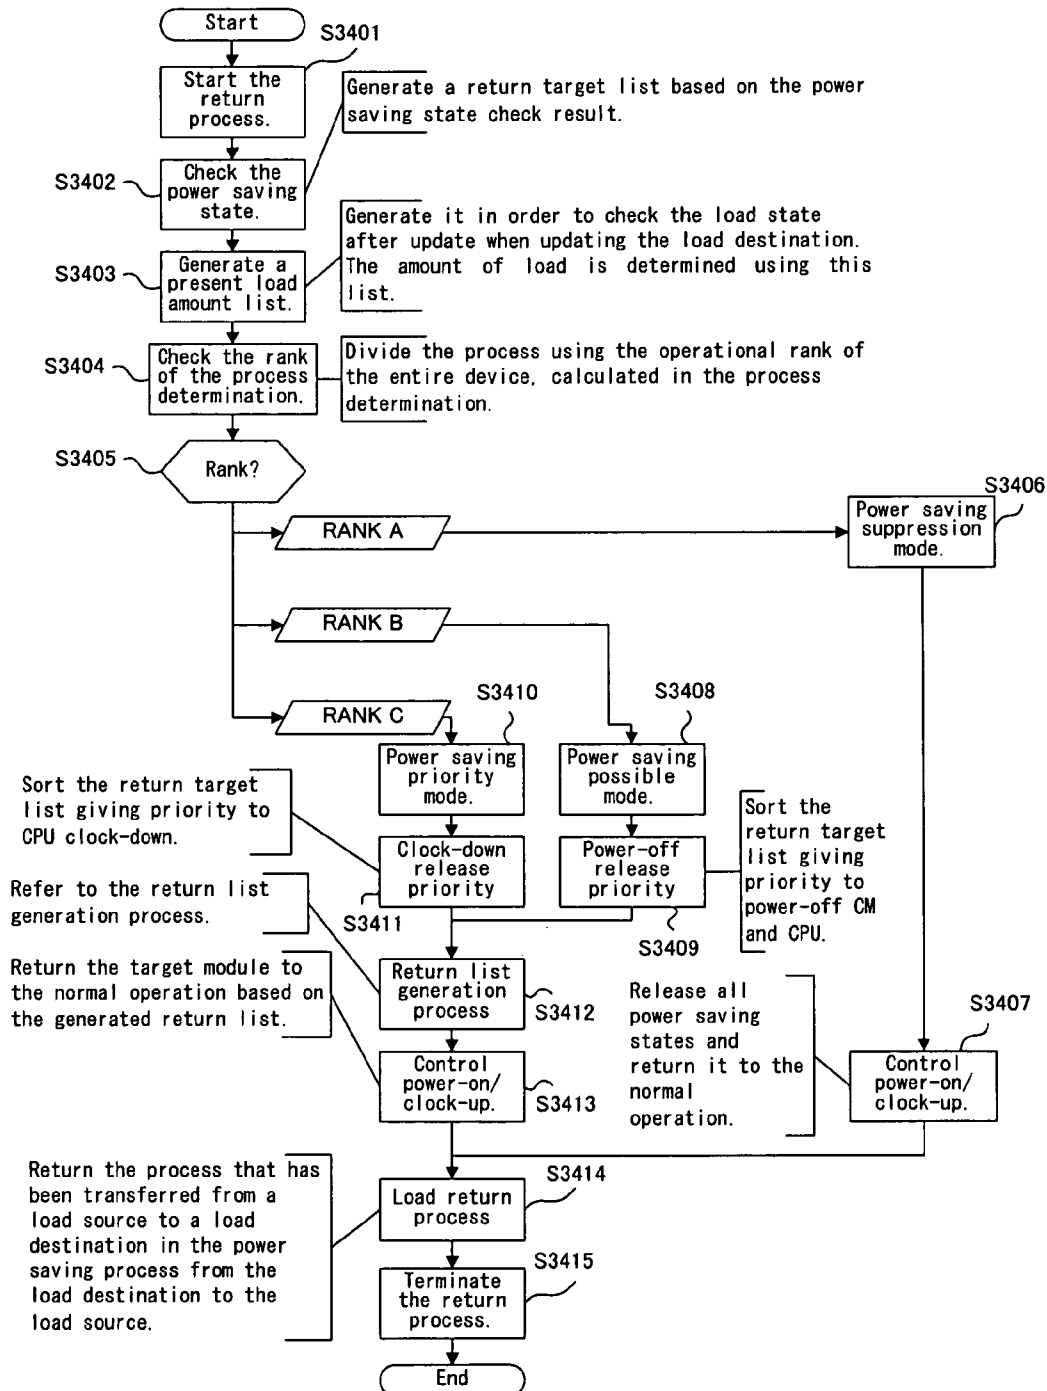 Start
S3401
Start the
return
process.
Generate a return target list based on the power
saving state check result.
S3402
Check the
power saving
state.
Generate it in order to check the load state
after update when updating the load destination.
The amount of load is determined using this
list.
S3403
Generate a
present load
amount list.
S3404
Check the rank
of the process
determination.
Divide the process using the operational rank of
the entire device, calculated in the process
determination.
S3405
Rank?
RANK A
S3406
Power saving
suppression
mode.
RANK B
RANK C
S3410
Power saving
priority
mode.
S3408
Power saving
possible
mode.
Sort the return target
list giving priority to
CPU clock-down.
Clock-down
release
priority
S3411
Power-off
release
priority
S3409
Sort the
return target
list giving
priority to
power-off CM
and CPU.
Refer to the return list
generation process.
Return list
generation
process
S3412
Return the target module to
the normal operation based on
the generated return list.
Control
power-on/
clock-up.
S3413
Release all
power saving
states and
return it to the
normal
operation.
S3407
Control
power-on/
clock-up.
Return the process that has
been transferred from a
load source to a load
destination in the power
saving process from the
load destination to the
load source.
S3414
Load return
process
S3415
Terminate
the return
process.
End